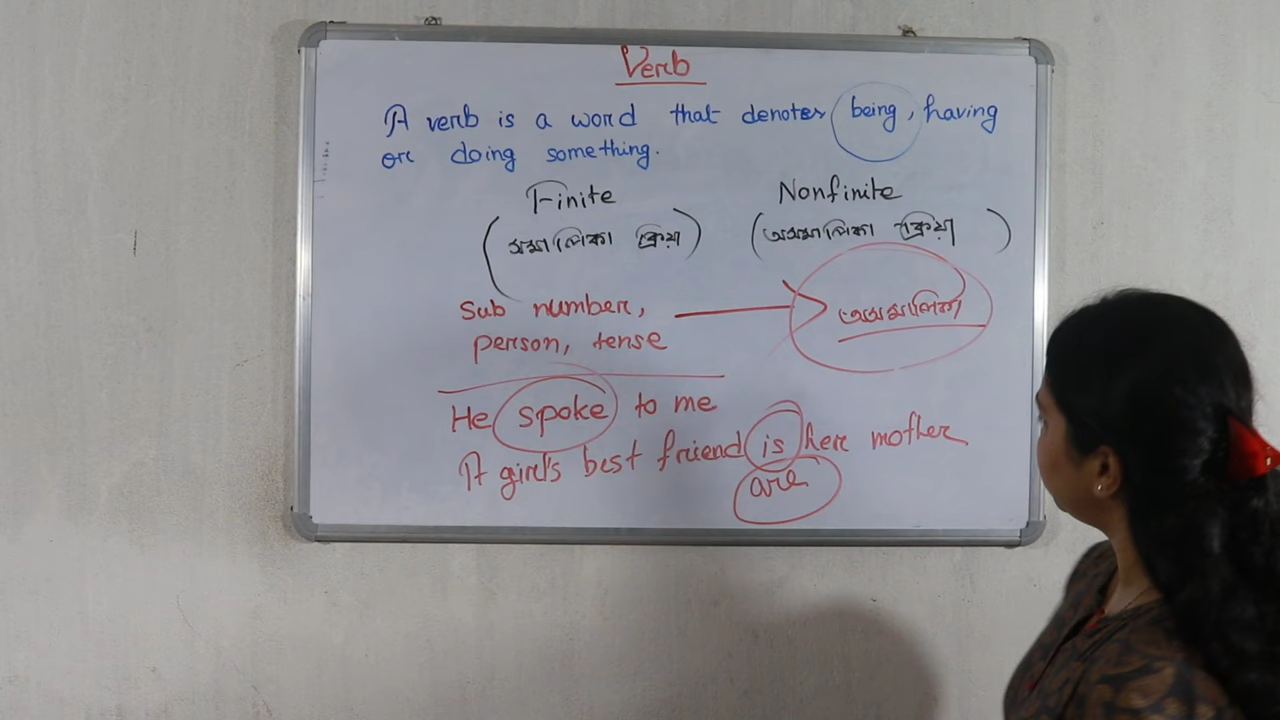 Verb
A verb is a word that denotes being, having
or doing something.
Finite Nonfinite
(সমাপিকা ক্রিয়া) (অসমাপিকা ক্রিয়া)
Sub number, অসমাপিকা
person, tense
He spoke to me
A girl's best friend is her mother
are